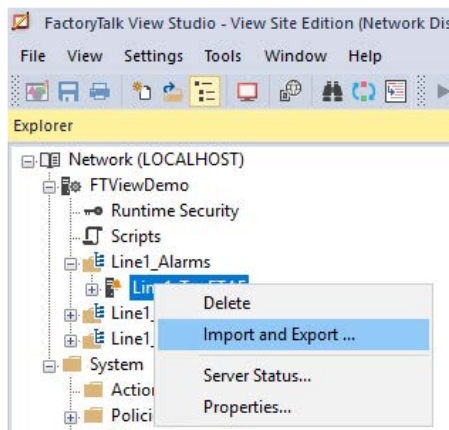 FactoryTalk View Studio - View Site Edition (Network Dis
File View Settings Tools Window Help
Explorer
Network (LOCALHOST)
FTViewDemo
Runtime Security
Scripts
Line1_Alarms
Delete
Line1_
Import and Export ...
Line1_
System
Server Status...
Action
Properties...
Polici